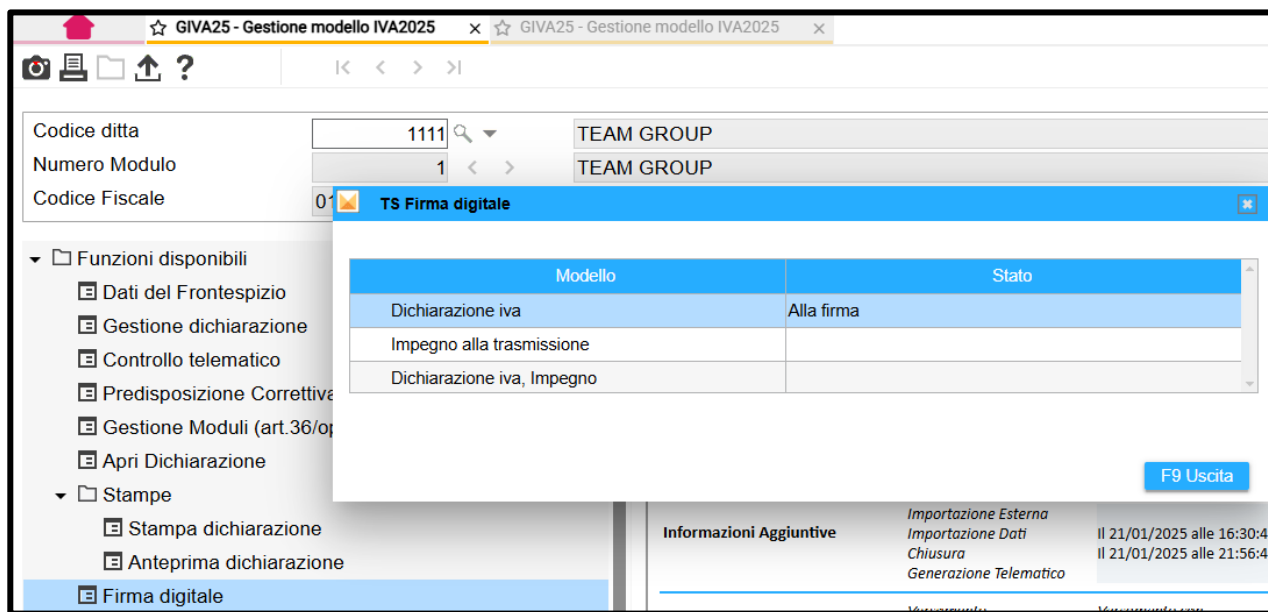 GIVA25 - Gestione modello IVA2025 x GIVA25 - Gestione modello IVA2025 x
?
Codice ditta 1111 TEAM GROUP
Numero Modulo 1 TEAM GROUP
Codice Fiscale 01
TS Firma digitale
Modello Stato
Dichiarazione iva Alla firma
Impegno alla trasmissione
Dichiarazione iva, Impegno
F9 Uscita
Funzioni disponibili
Dati del Frontespizio
Gestione dichiarazione
Controllo telematico
Predisposizione Correttiva
Gestione Moduli (art.36/op
Apri Dichiarazione
Stampe
Stampa dichiarazione
Anteprima dichiarazione
Firma digitale
Importazione Esterna
Informazioni Aggiuntive Importazione Dati Il 21/01/2025 alle 16:30:4
Chiusura Il 21/01/2025 alle 21:56:4
Generazione Telematico